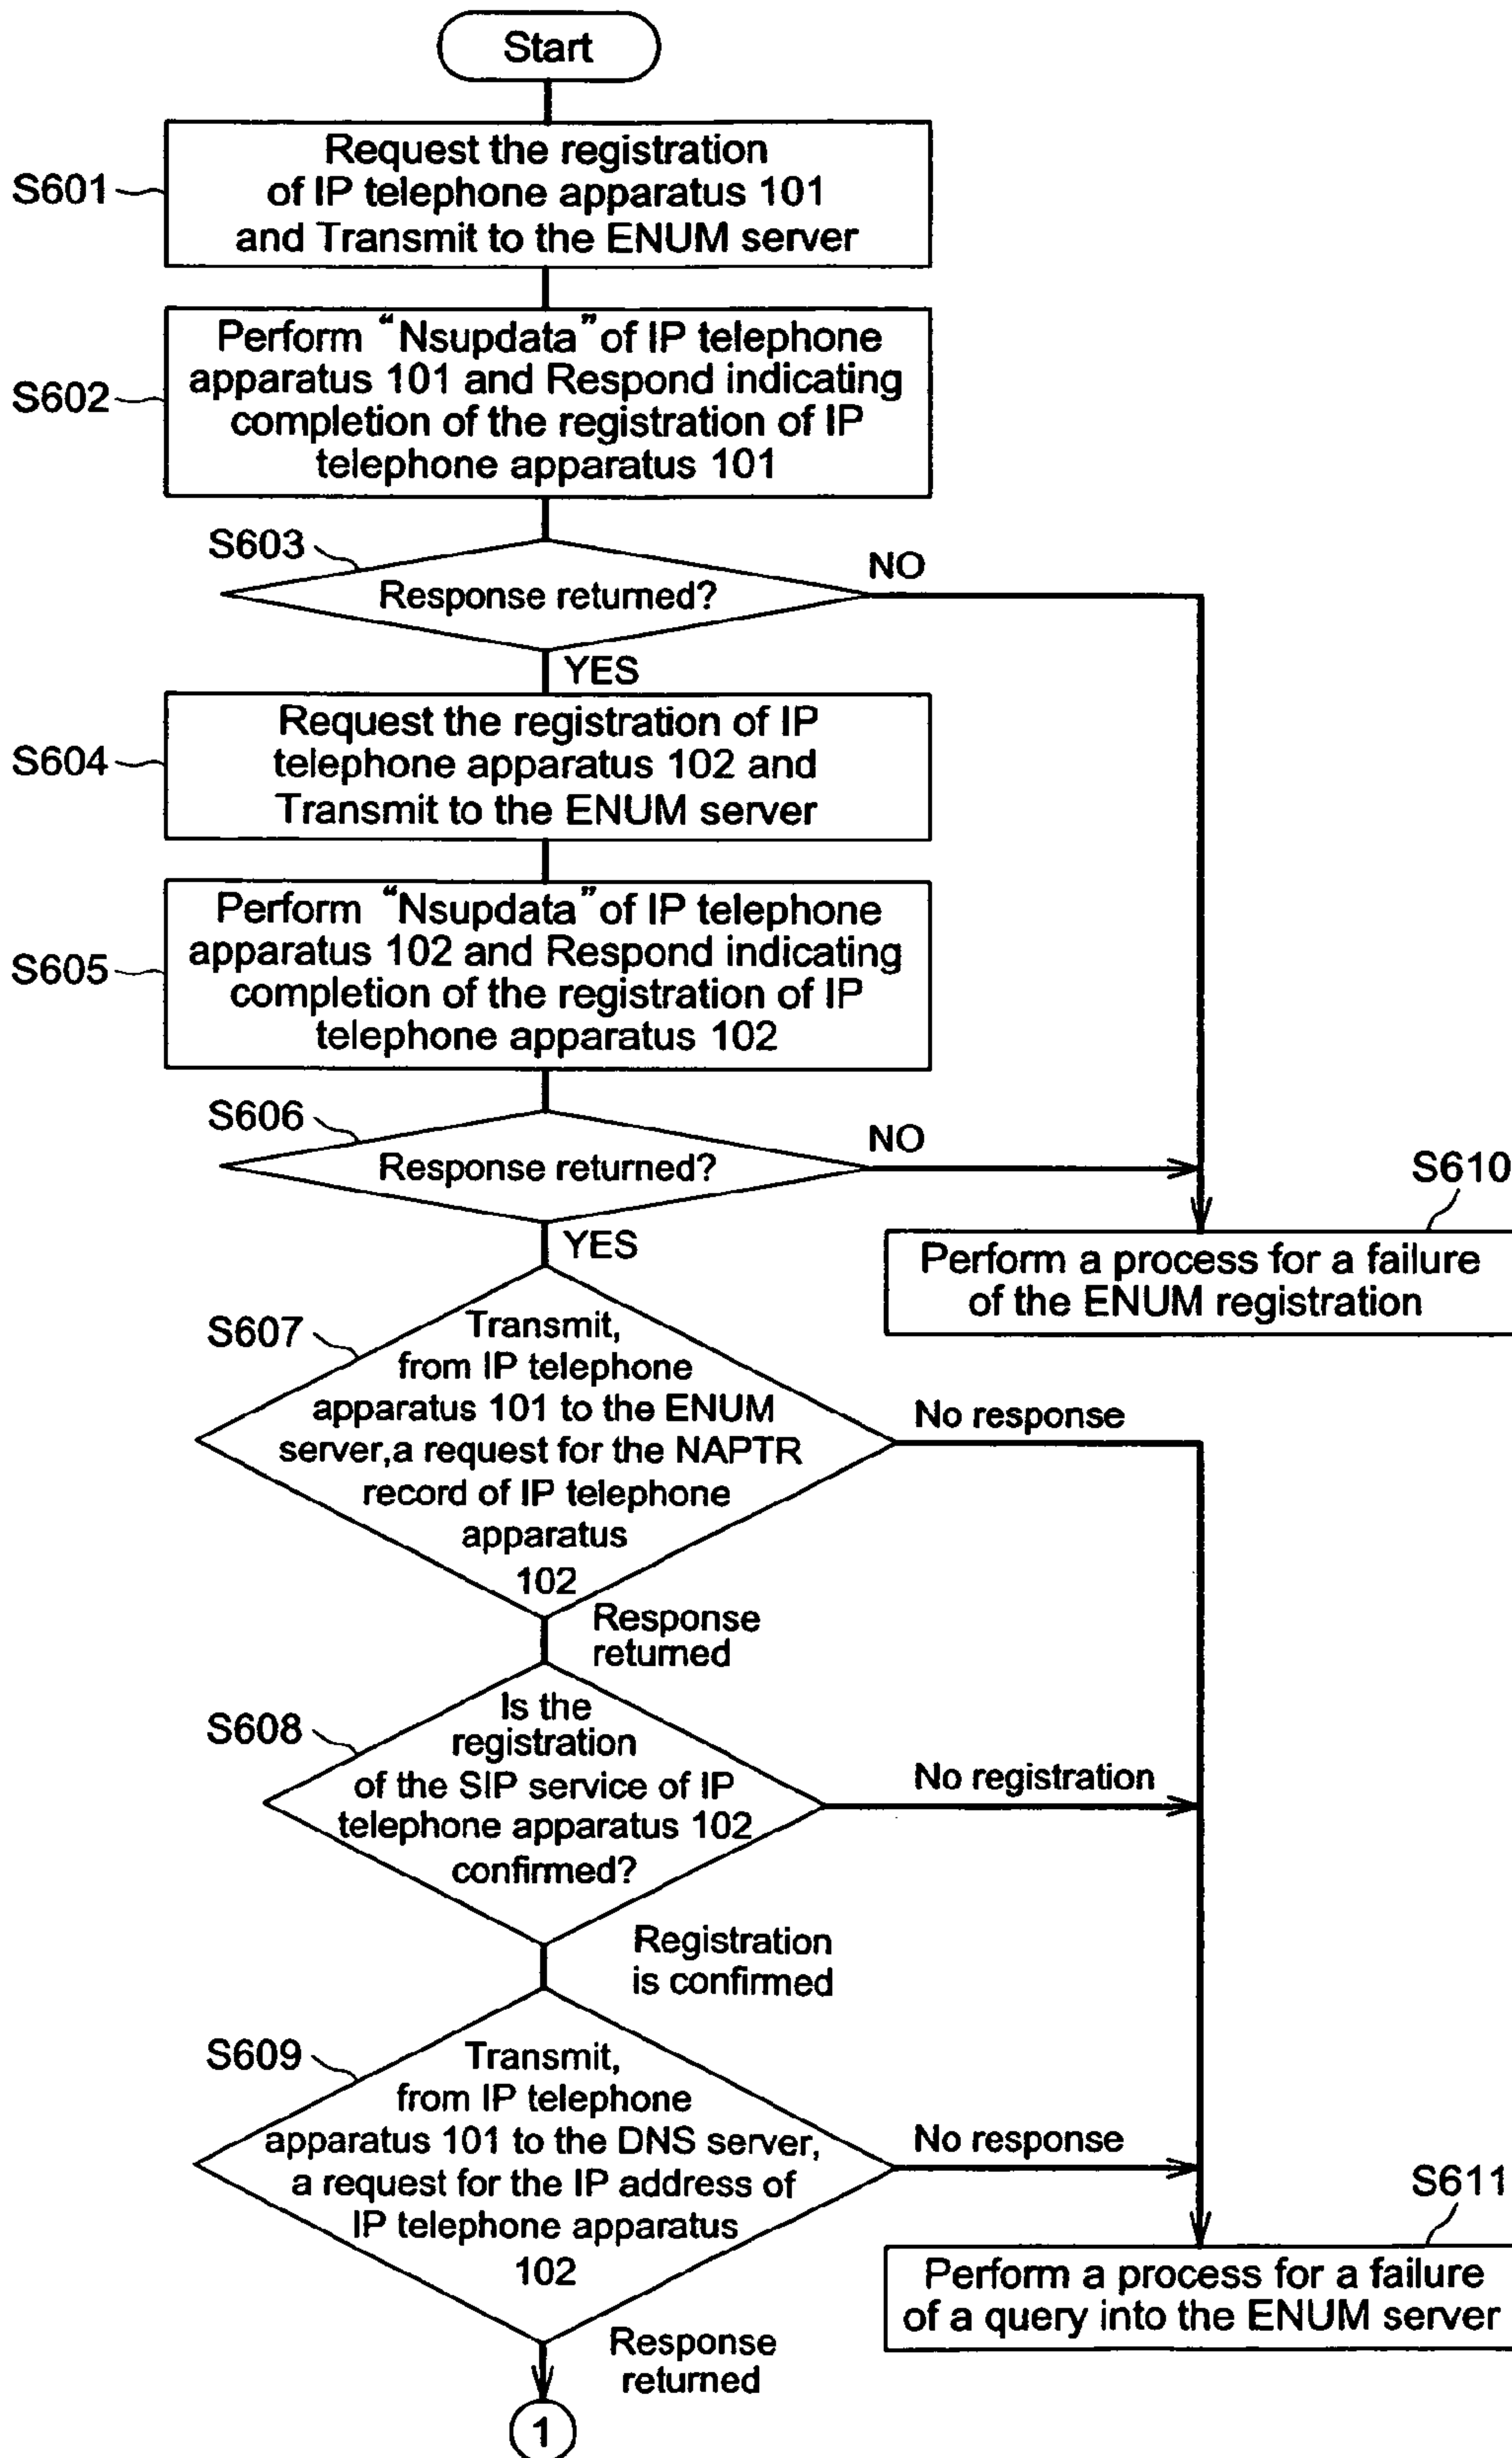 Start
S601
Request the registration
of IP telephone apparatus 101
and Transmit to the ENUM server
S602
Perform “Nsupdata” of IP telephone
apparatus 101 and Respond indicating
completion of the registration of IP
telephone apparatus 101
S603
Response returned?
NO
YES
S604
Request the registration of IP
telephone apparatus 102 and
Transmit to the ENUM server
S605
Perform “Nsupdata” of IP telephone
apparatus 102 and Respond indicating
completion of the registration of IP
telephone apparatus 102
S606
Response returned?
NO
YES
S610
Perform a process for a failure
of the ENUM registration
S607
Transmit,
from IP telephone
apparatus 101 to the ENUM
server,a request for the NAPTR
record of IP telephone
apparatus
102
No response
Response
returned
S608
Is the
registration
of the SIP service of IP
telephone apparatus 102
confirmed?
No registration
Registration
is confirmed
S609
Transmit,
from IP telephone
apparatus 101 to the DNS server,
a request for the IP address of
IP telephone apparatus
102
No response
Response
returned
S611
Perform a process for a failure
of a query into the ENUM server
1